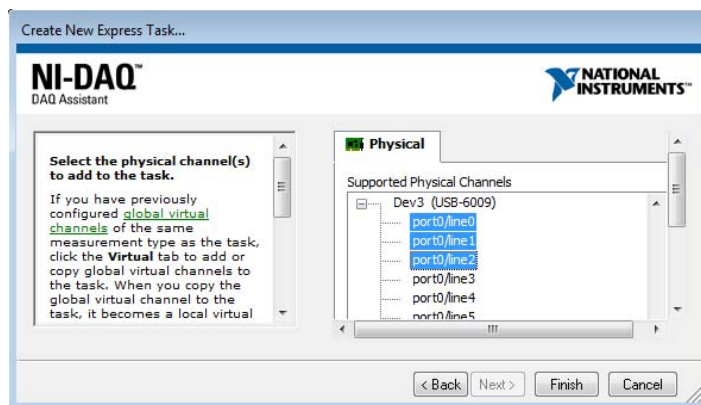 Create New Express Task...
NI-DAQ™
DAQ Assistant
NATIONAL
INSTRUMENTS™
Select the physical channel(s)
to add to the task.
If you have previously
configured global virtual
channels of the same
measurement type as the task,
click the Virtual tab to add or
copy global virtual channels to
the task. When you copy the
global virtual channel to the
task, it becomes a local virtual
Physical
Supported Physical Channels
Dev3 (USB-6009)
port0/line0
port0/line1
port0/line2
port0/line3
port0/line4
port0/line5
< Back Next > Finish Cancel